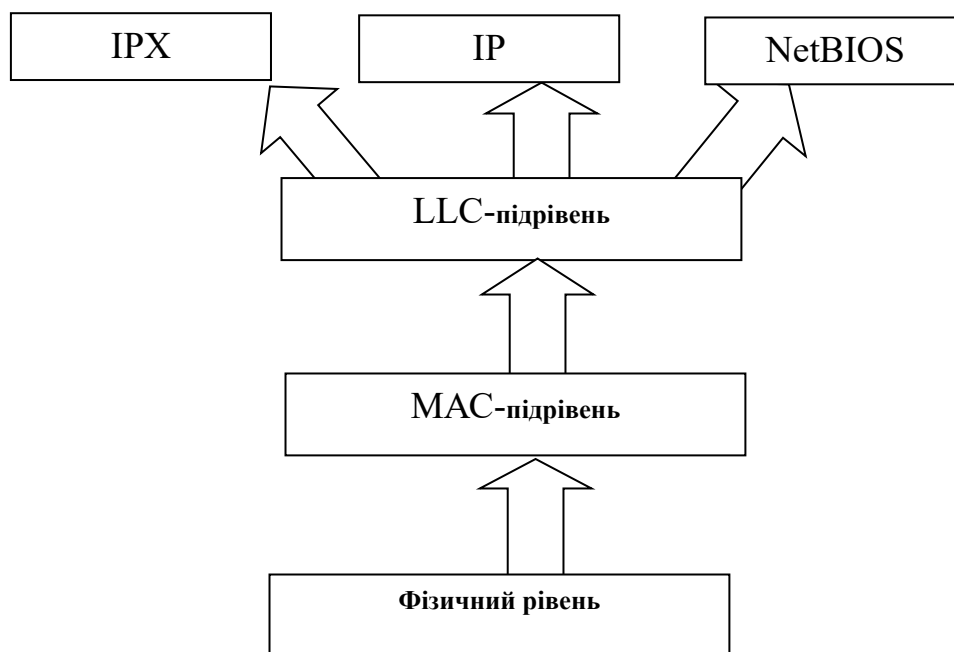 IPX
IP
NetBIOS
LLC-підрівень
MAC-підрівень
Фізичний рівень